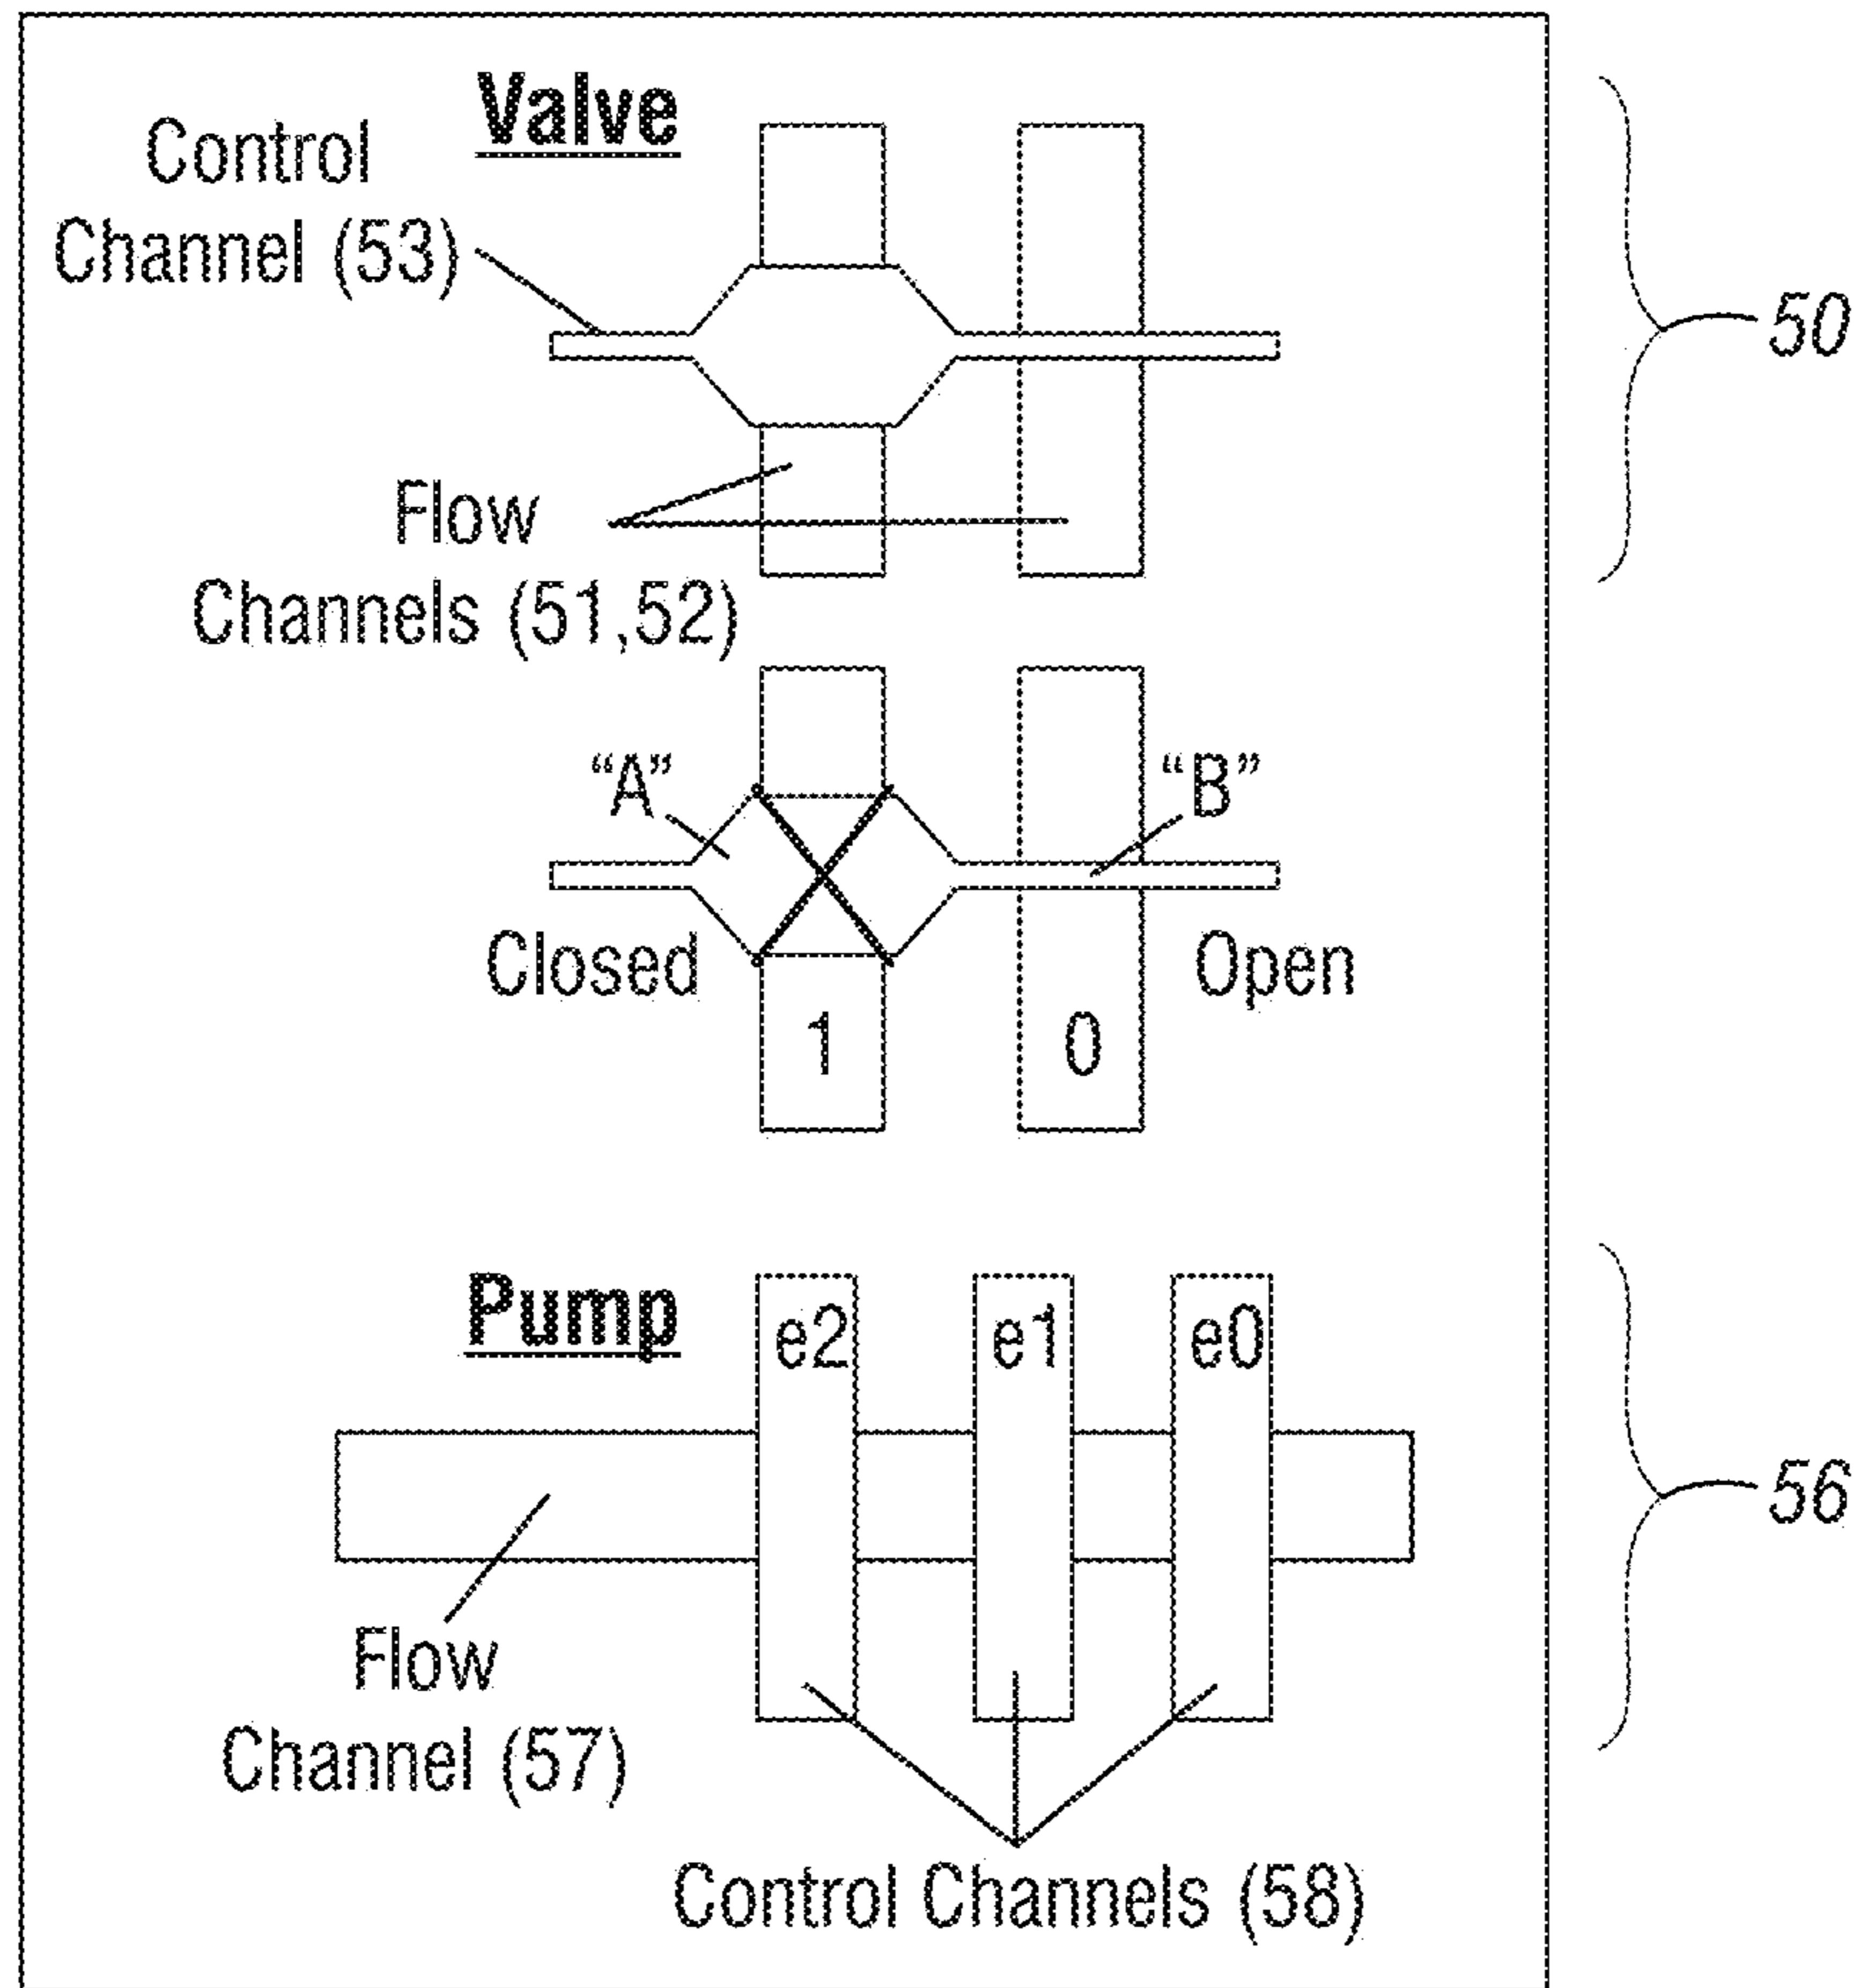 Valve
Control
Channel (53)
50
Flow
Channels (51,52)
"A"
"B"
Closed
Open
1
0
Pump
e2
e1
e0
56
Flow
Channel (57)
Control Channels (58)